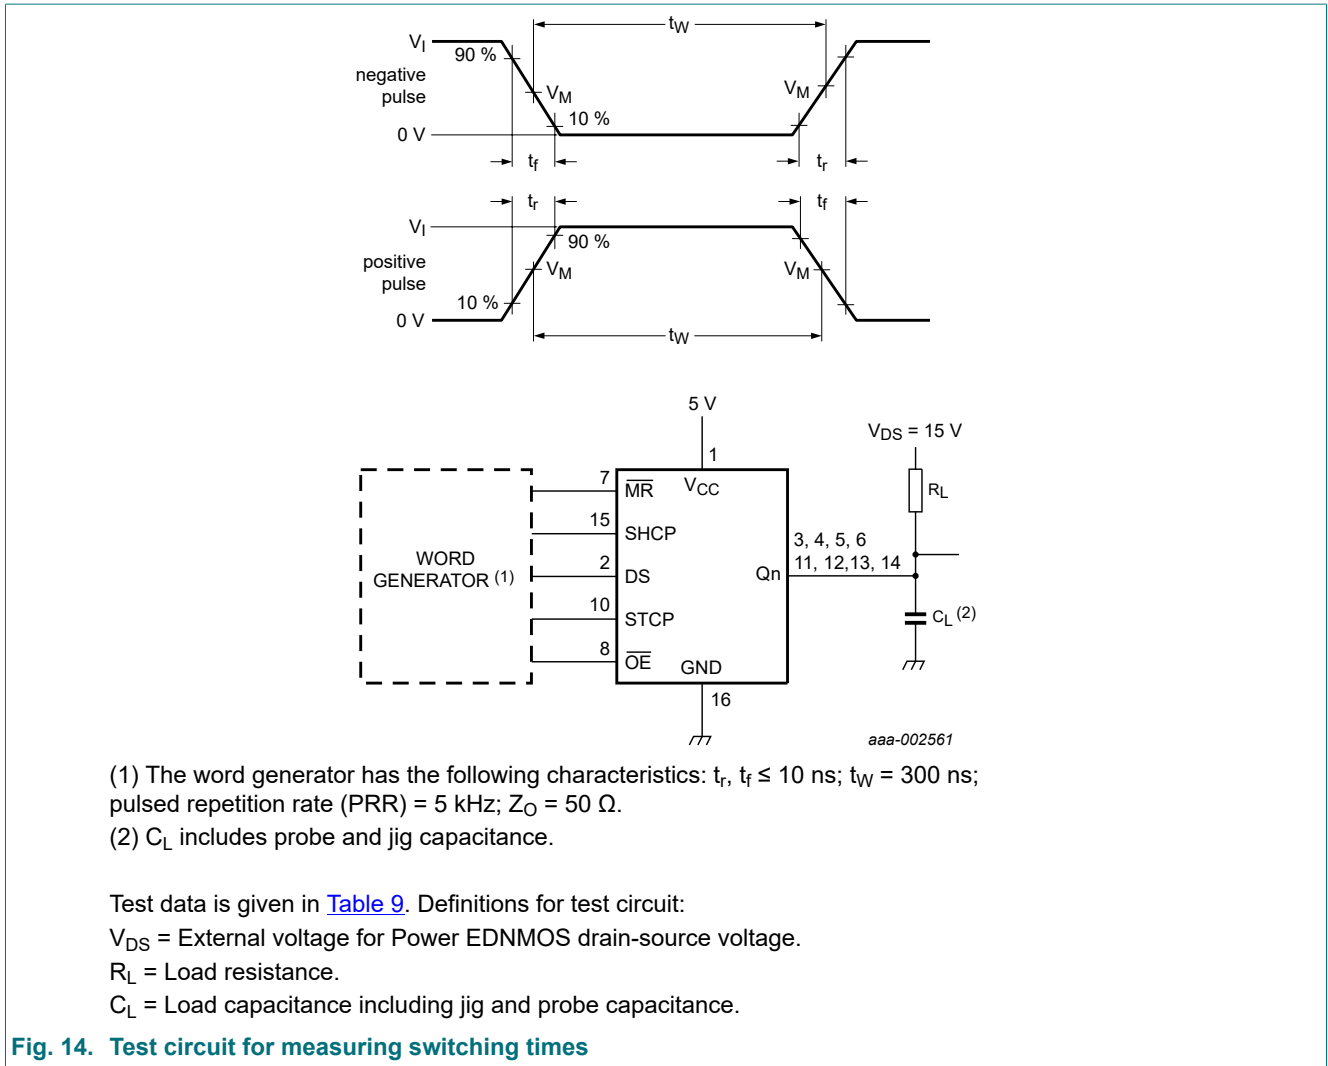 tW
VI
90 %
negative
pulse
VM
VM
10 %
0 V
tf
tr
tr
tf
VI
90 %
positive
pulse
VM
VM
10 %
0 V
tW
5 V
VDS = 15 V
1
7
MR
VCC
RL
15
SHCP
3, 4, 5, 6
WORD
GENERATOR (1)
2
DS
Qn
11, 12,13, 14
10
STCP
CL (2)
8
OE
GND
16
aaa-002561
(1) The word generator has the following characteristics: tr, tf ≤ 10 ns; tW = 300 ns;
pulsed repetition rate (PRR) = 5 kHz; ZO = 50 Ω.
(2) CL includes probe and jig capacitance.
Test data is given in Table 9. Definitions for test circuit:
VDS = External voltage for Power EDNMOS drain-source voltage.
RL = Load resistance.
CL = Load capacitance including jig and probe capacitance.
Fig. 14. Test circuit for measuring switching times